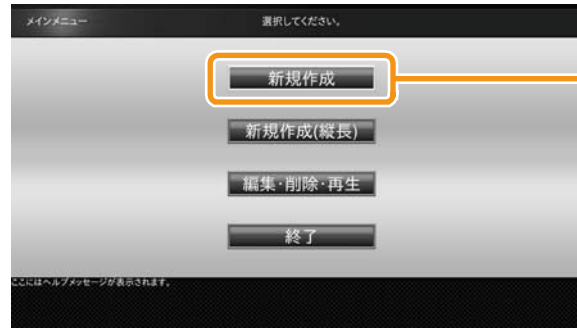 メインメニュー
選択してください。
新規作成
新規作成(縦長)
編集･削除･再生
終了
ここにはヘルプメッセージが表示されます。